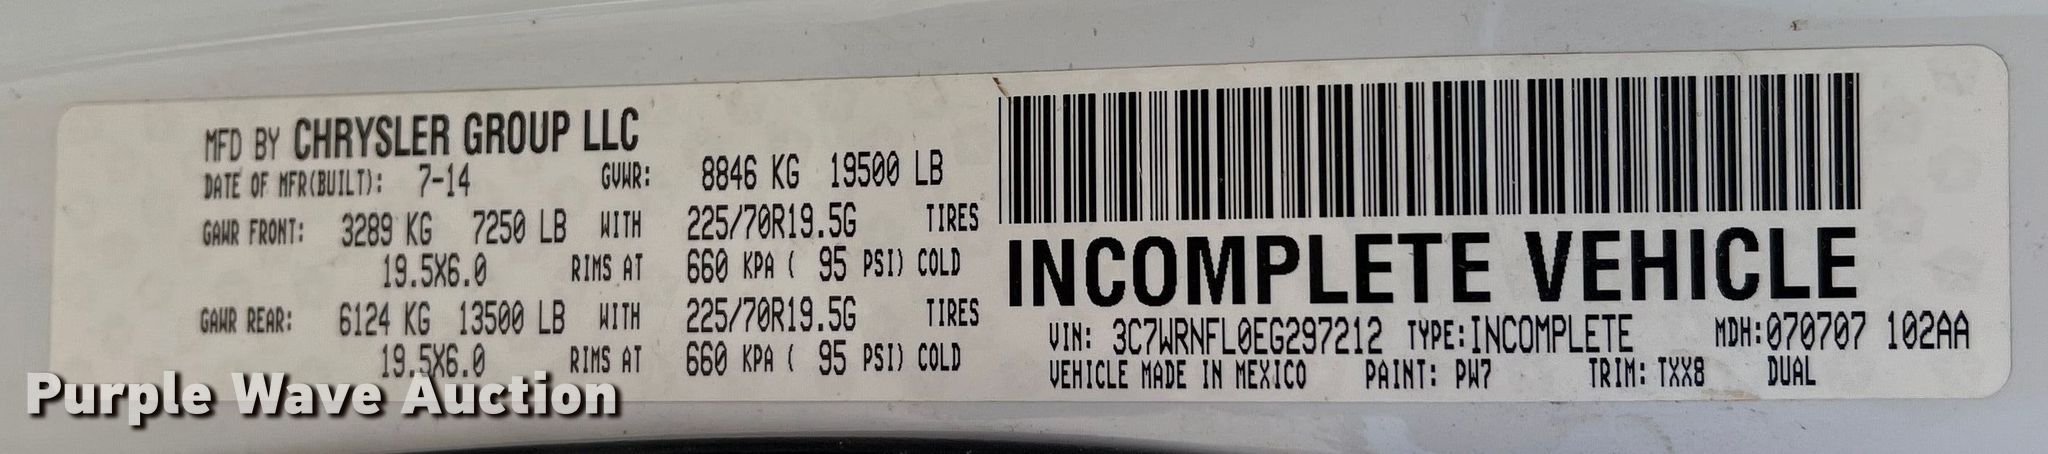 MFD BY CHRYSLER GROUP LLC
DATE OF MFR(BUILT): 7-14 GVWR: 8846 KG 19500 LB
GAWR FRONT: 3289 KG 7250 LB WITH 225/70R19.5G TIRES
19.5X6.0 RIMS AT 660 KPA ( 95 PSI) COLD
GAWR REAR: 6124 KG 13500 LB WITH 225/70R19.5G TIRES
19.5X6.0 RIMS AT 660 KPA ( 95 PSI) COLD
INCOMPLETE VEHICLE
VIN: 3C7WRNFL0EG297212 TYPE:INCOMPLETE MDH:070707 102AA
VEHICLE MADE IN MEXICO PAINT: PW7 TRIM: TXX8 DUAL
Purple Wave Auction